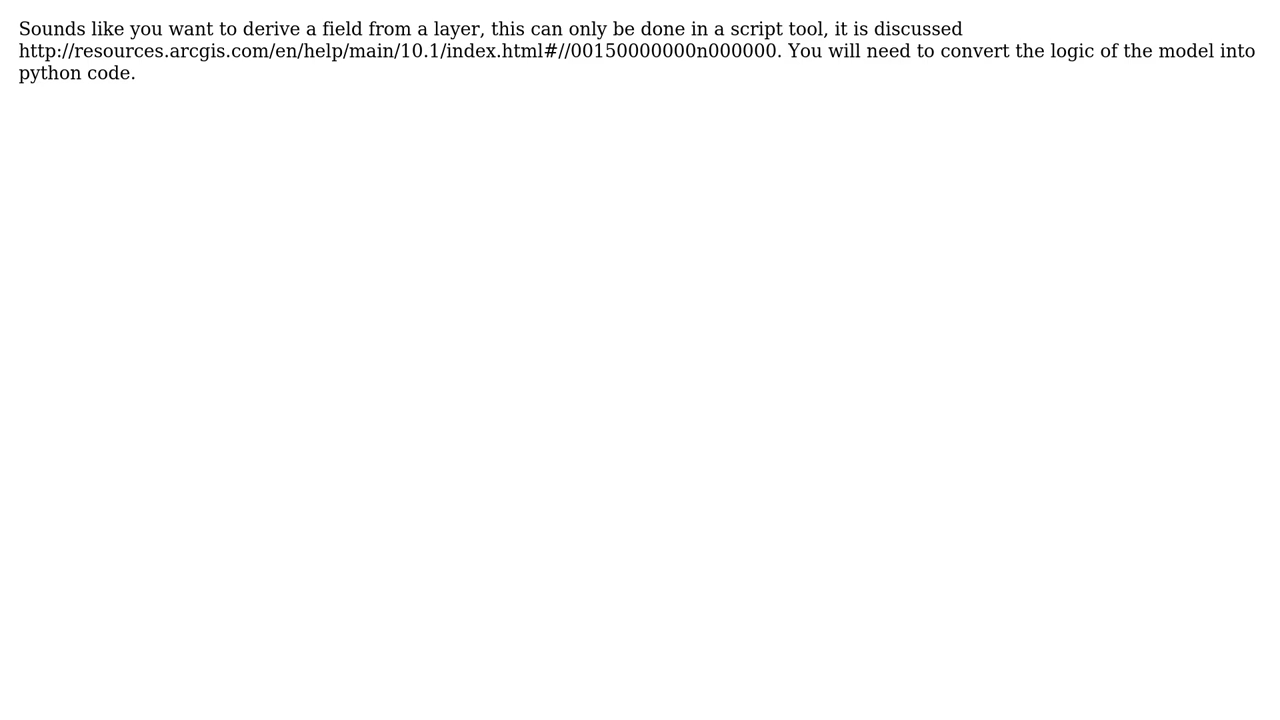 Sounds like you want to derive a field from a layer, this can only be done in a script tool, it is discussed
http://resources.arcgis.com/en/help/main/10.1/index.html#//00150000000n000000. You will need to convert the logic of the model into
python code.